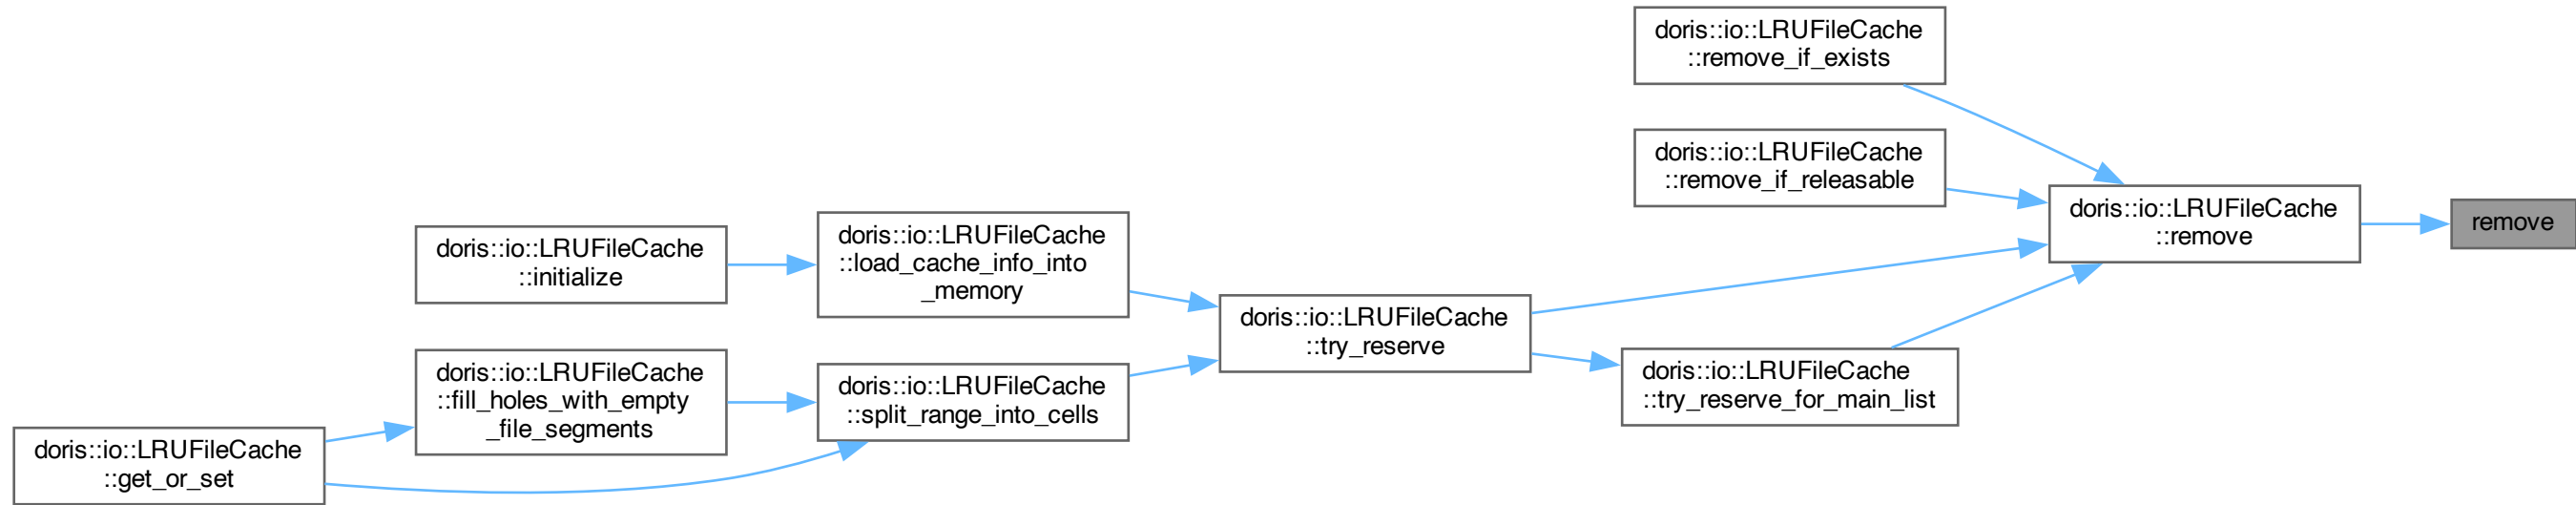 doris::io::LRUFileCache
::remove_if_exists
doris::io::LRUFileCache
::remove_if_releasable
doris::io::LRUFileCache
::remove
remove
doris::io::LRUFileCache
::initialize
doris::io::LRUFileCache
::load_cache_info_into
_memory
doris::io::LRUFileCache
::try_reserve
doris::io::LRUFileCache
::try_reserve_for_main_list
doris::io::LRUFileCache
::fill_holes_with_empty
_file_segments
doris::io::LRUFileCache
::split_range_into_cells
doris::io::LRUFileCache
::get_or_set